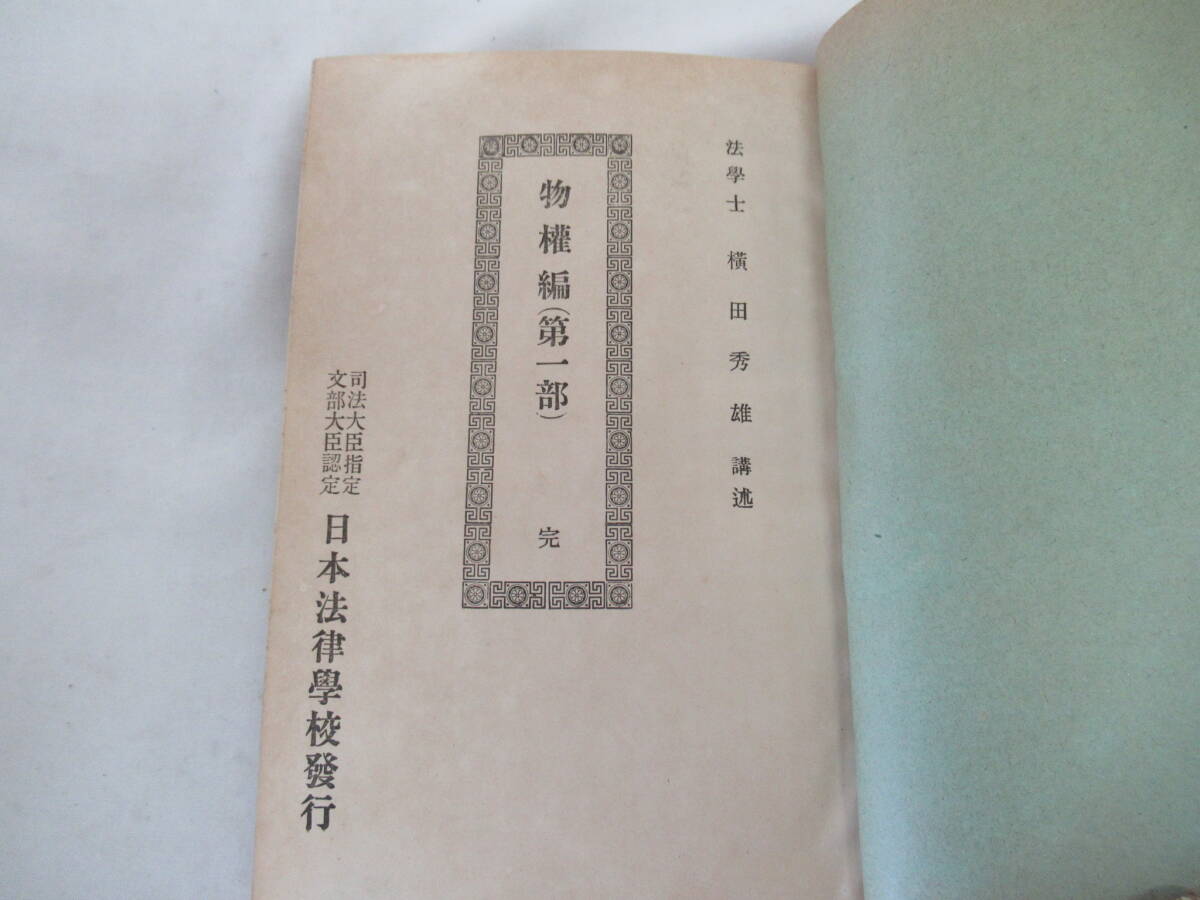 法學士 橫田秀雄 講述
物權編(第一部) 完
司法大臣指定
文部大臣認定
日本法律學校發行